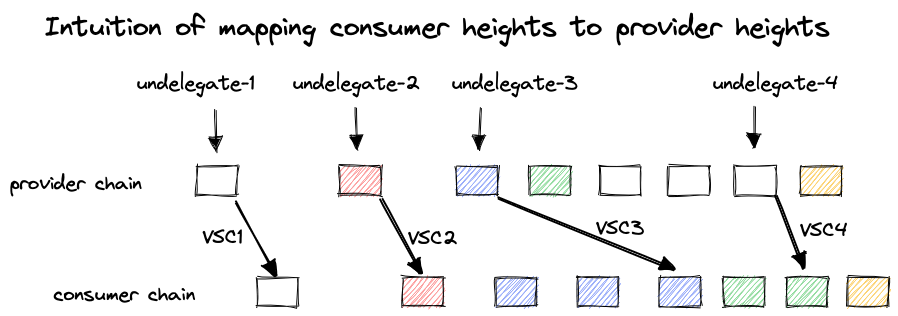 Intuition of mapping consumer heights to provider heights
undelegate-1
undelegate-2
undelegate-3
undelegate-4
provider chain
VSC1
VSC2
VSC3
VSC4
consumer chain